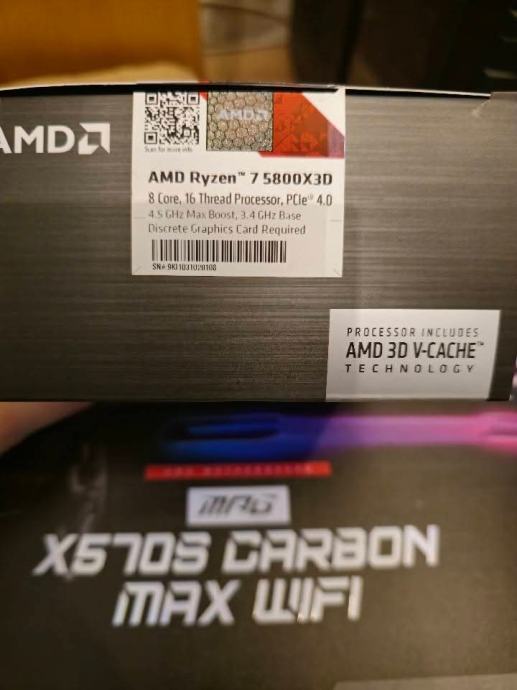 AMD
AMD
Scan for more info
AMD Ryzen™ 7 5800X3D
8 Core, 16 Thread Processor, PCIe® 4.0
4.5 GHz Max Boost, 3.4 GHz Base
Discrete Graphics Card Required
PROCESSOR INCLUDES
AMD 3D V-CACHE™
TECHNOLOGY
MPG
X570S CARBON
MAX WIFI